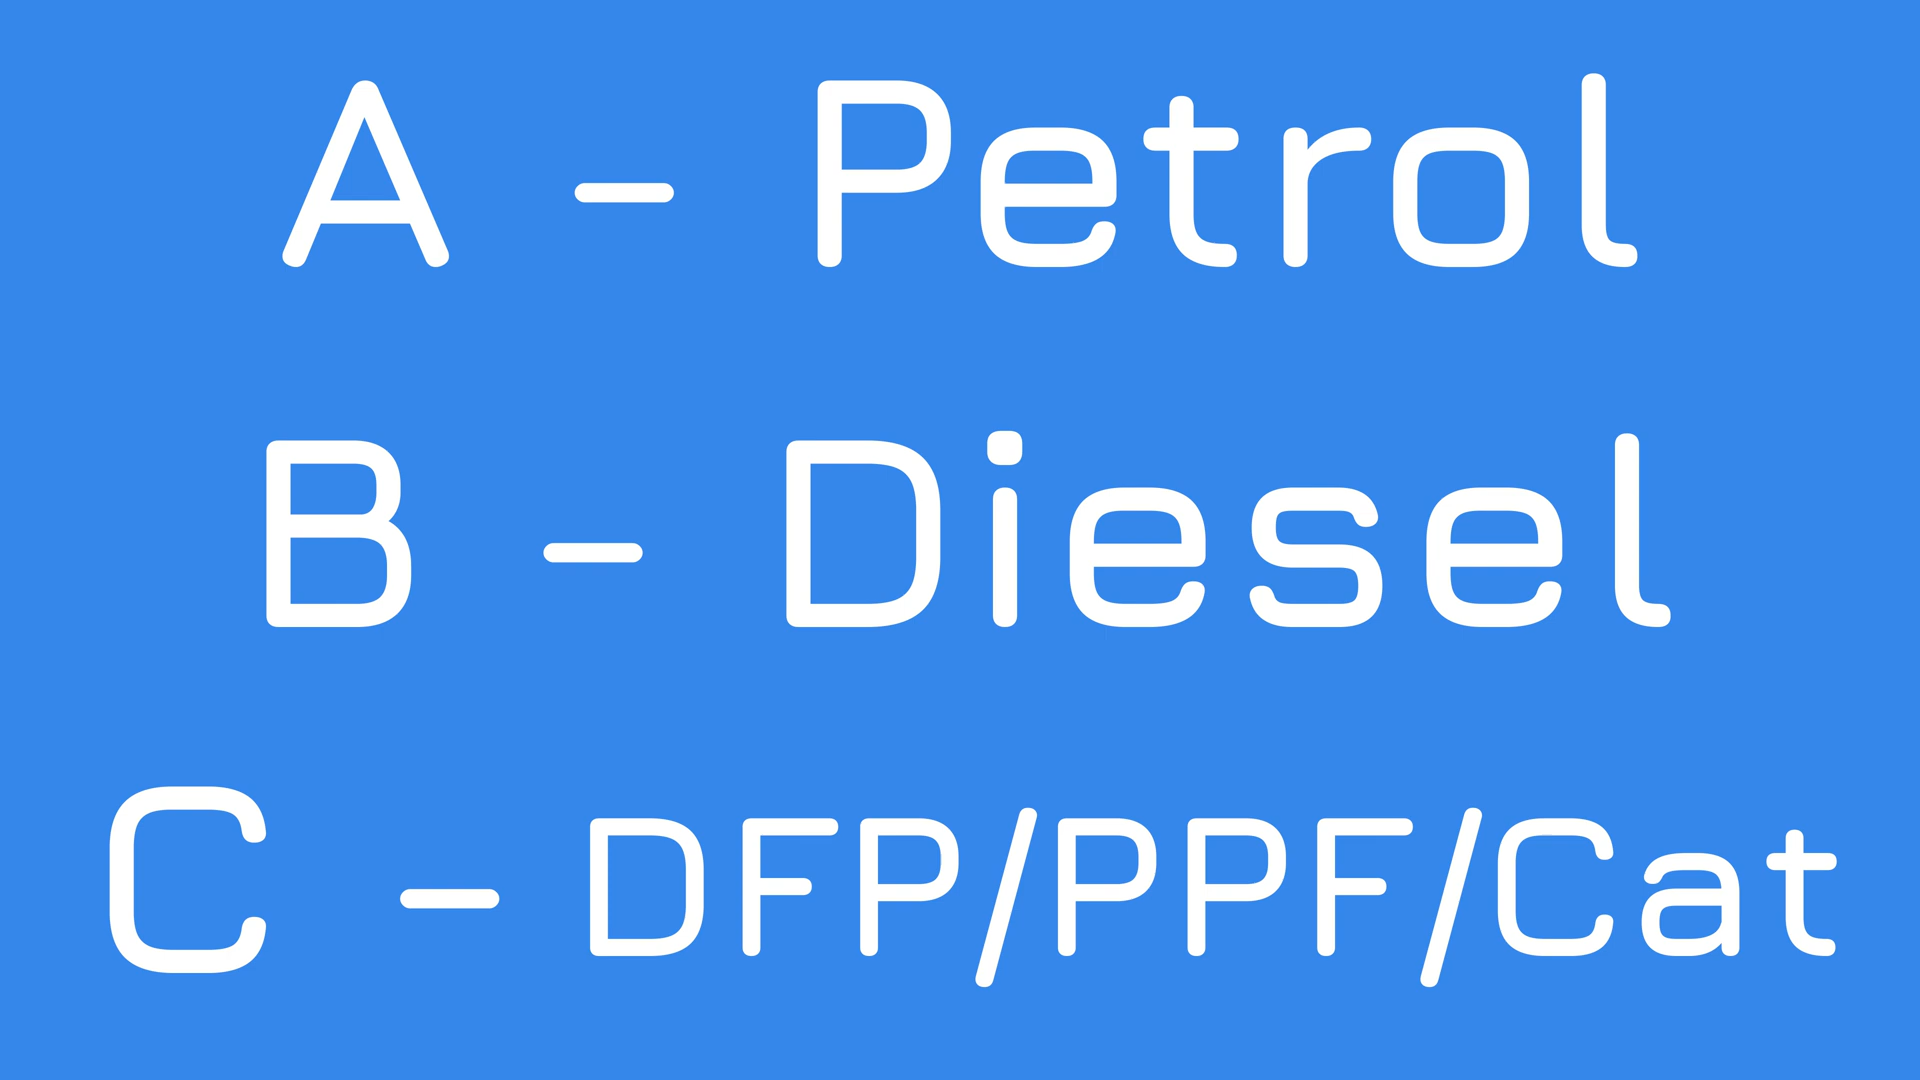 A - Petrol
B - Diesel
C - DFP/PPF/Cat